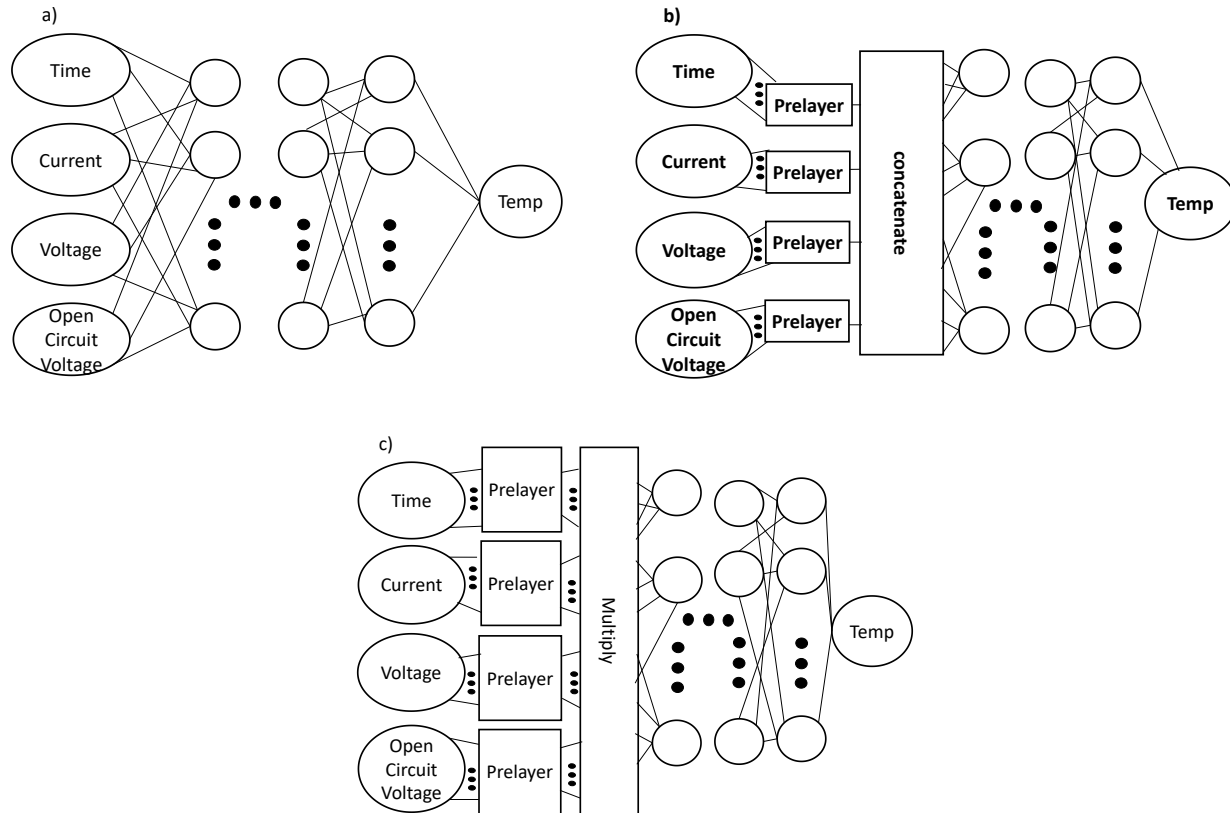 a)
Time
Current
Voltage
Open
Circuit
Voltage
Temp
b)
Time
Prelayer
Current
Prelayer
Voltage
Prelayer
Open
Circuit
Voltage
Prelayer
concatenate
Temp
c)
Time
Prelayer
Current
Prelayer
Voltage
Prelayer
Open
Circuit
Voltage
Prelayer
Multiply
Temp